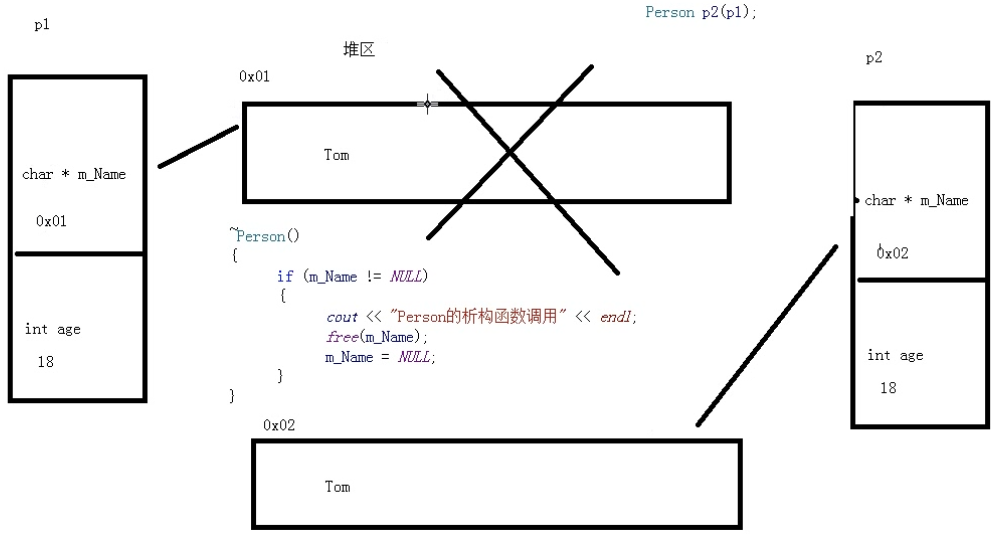 Person p2(p1);
p1
堆区
p2
0x01
Tom
char * m_Name
0x01
char * m_Name
0x02
~Person()
{
if (m_Name != NULL)
{
cout << "Person的析构函数调用" << endl;
free(m_Name);
m_Name = NULL;
}
}
int age
18
int age
18
0x02
Tom